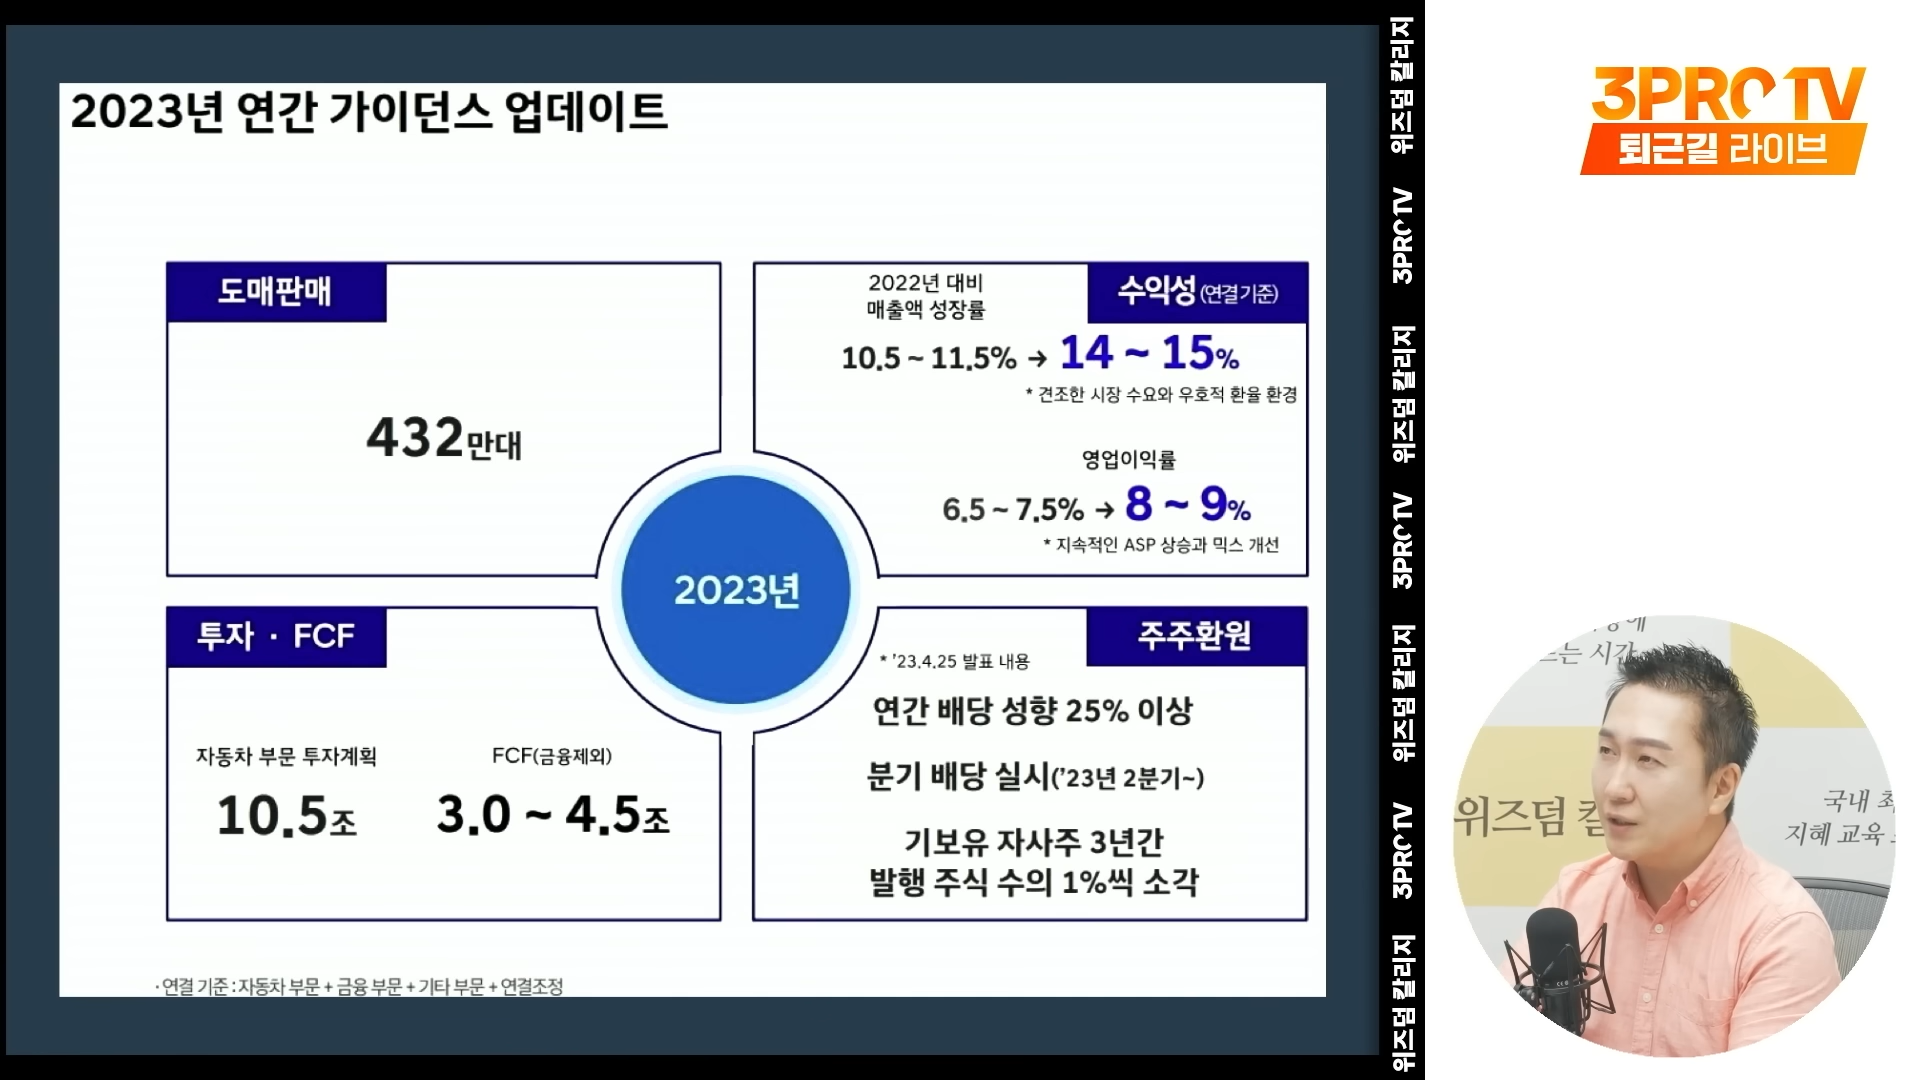 2023년 연간 가이던스 업데이트
도매판매
432만대
수익성(연결기준)
2022년 대비
매출액 성장률
10.5 ~ 11.5% → 14 ~ 15%
* 견조한 시장 수요와 우호적 환율 환경
영업이익률
6.5 ~ 7.5% → 8 ~ 9%
* 지속적인 ASP 상승과 믹스 개선
2023년
투자 · FCF
자동차 부문 투자계획
10.5조
FCF(금융제외)
3.0 ~ 4.5조
주주환원
* '23.4.25 발표 내용
연간 배당 성향 25% 이상
분기 배당 실시('23년 2분기~)
기보유 자사주 3년간
발행 주식 수의 1%씩 소각
· 연결 기준 : 자동차 부문 + 금융 부문 + 기타 부문 + 연결조정
위즈덤 칼리지
3PROTV
위즈덤 칼리지
3PROTV
위즈덤 칼리지
3PROTV
위즈덤 칼리지
3PROTV
퇴근길 라이브
는 시간
위즈덤
국내
지혜 교육